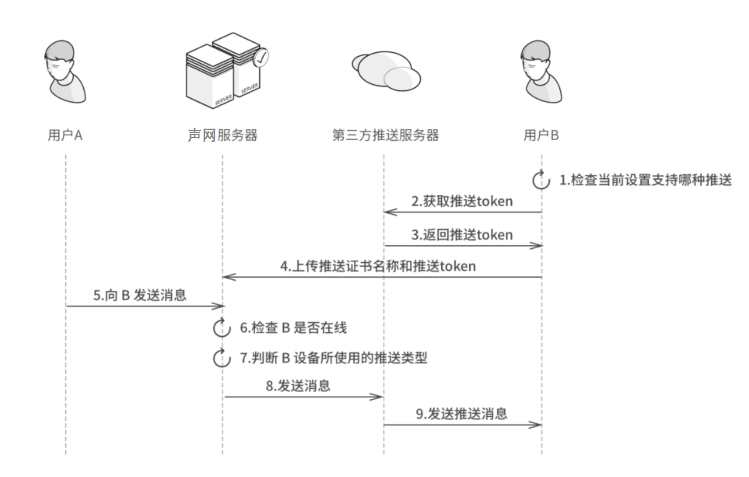 SERVER
SERVER
用户A
声网服务器
第三方推送服务器
用户B
1.检查当前设置支持哪种推送
2.获取推送token
3.返回推送token
4.上传推送证书名称和推送token
5.向 B 发送消息
6.检查 B 是否在线
7.判断 B 设备所使用的推送类型
8.发送消息
9.发送推送消息